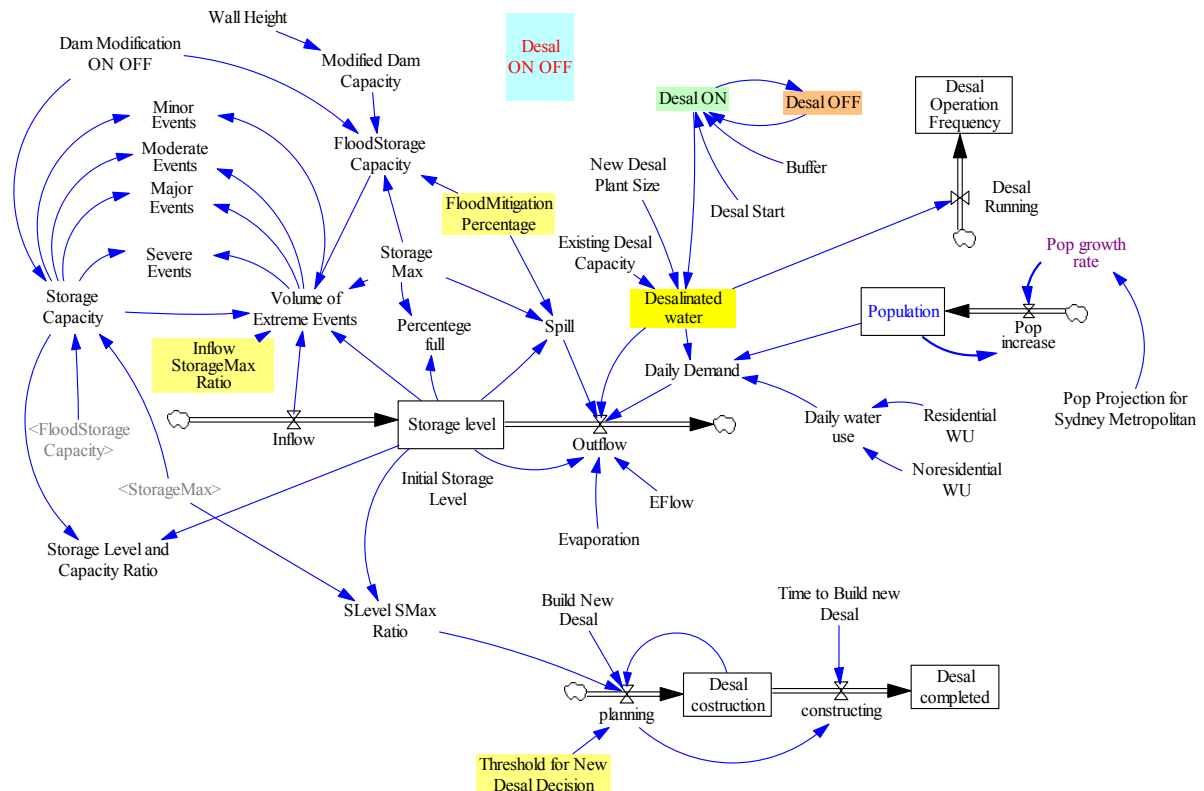 Wall Height
Dam Modification
ON OFF
Modified Dam
Capacity
Desal
ON OFF
Desal ON
Desal OFF
Desal
Operation
Frequency
Minor
Events
Moderate
Events
Major
Events
Severe
Events
FloodStorage
Capacity
FloodMitigation
Percentage
New Desal
Plant Size
Buffer
Desal Start
Desal
Running
Existing Desal
Capacity
Storage
Max
Pop growth
rate
Storage
Capacity
Volume of
Extreme Events
Percentege
full
Spill
Desalinated
water
Population
Pop
increase
Inflow
StorageMax
Ratio
Daily Demand
Pop Projection for
Sydney Metropolitan
Daily water
use
Residential
WU
Noresidential
WU
<FloodStorage
Capacity>
Inflow
Storage level
Outflow
Initial Storage
Level
EFlow
Evaporation
<StorageMax>
Storage Level and
Capacity Ratio
SLevel SMax
Ratio
Build New
Desal
Time to Build new
Desal
planning
Desal
costruction
constructing
Desal
completed
Threshold for New
Desal Decision